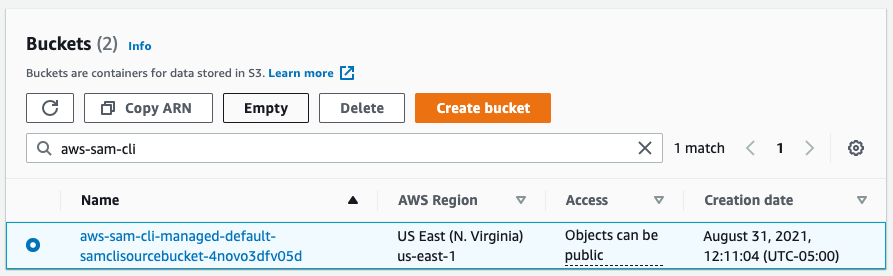 Buckets (2) Info
Buckets are containers for data stored in S3. Learn more
Copy ARN Empty Delete Create bucket
aws-sam-cli 1 match 1
Name AWS Region Access Creation date
aws-sam-cli-managed-default- US East (N. Virginia) Objects can be August 31, 2021,
samclisourcebucket-4novo3dfv05d us-east-1 public 12:11:04 (UTC-05:00)